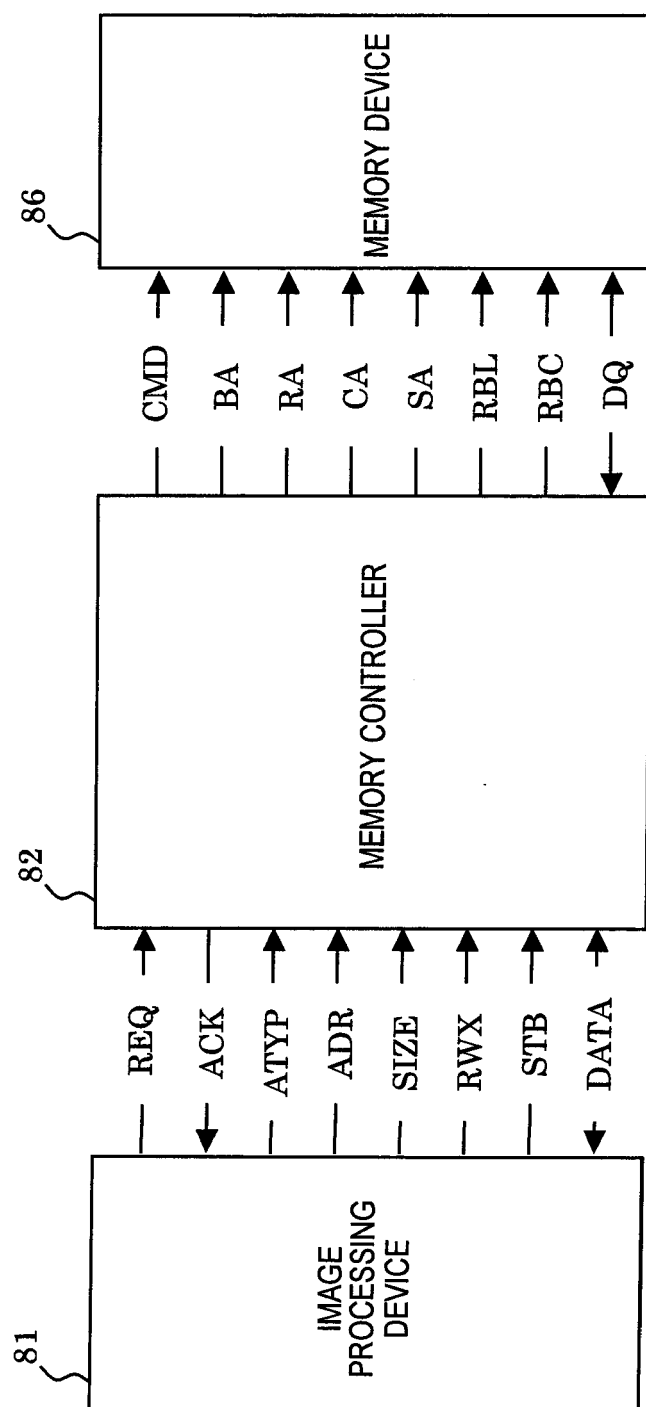 81
IMAGE
PROCESSING
DEVICE
REQ
ACK
ATYP
ADR
SIZE
RWX
STB
DATA
82
MEMORY CONTROLLER
CMD
BA
RA
CA
SA
RBL
RBC
DQ
86
MEMORY DEVICE